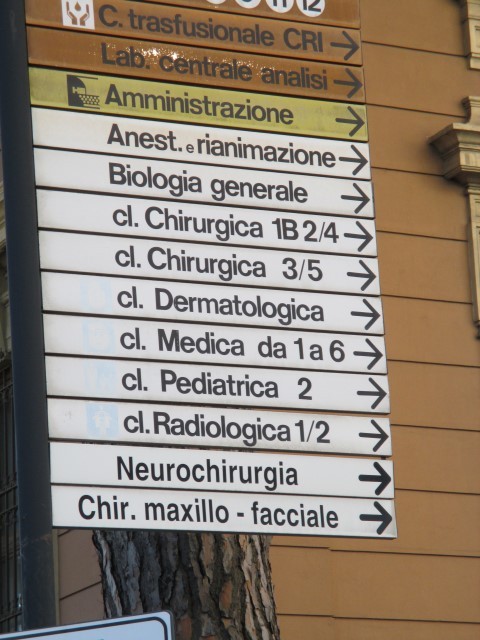 C. trasfusionale CRI
Lab. centrale analisi
Amministrazione
Anest. e rianimazione
Biologia generale
cl. Chirurgica 1B 2/4
cl. Chirurgica 3/5
cl. Dermatologica
cl. Medica da 1 a 6
cl. Pediatrica 2
cl. Radiologica 1/2
Neurochirurgia
Chir. maxillo - facciale